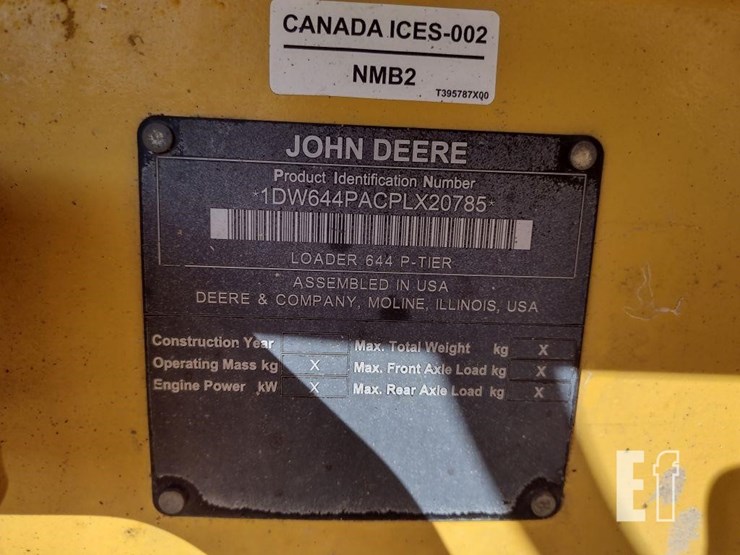 CANADA ICES-002
NMB2
T395787X00
JOHN DEERE
Product Identification Number
*1DW644PACPLX20785*
LOADER 644 P-TIER
ASSEMBLED IN USA
DEERE & COMPANY, MOLINE, ILLINOIS, USA
Construction Year Max. Total Weight kg X
Operating Mass kg X Max. Front Axle Load kg X
Engine Power kW X Max. Rear Axle Load kg X
Ef